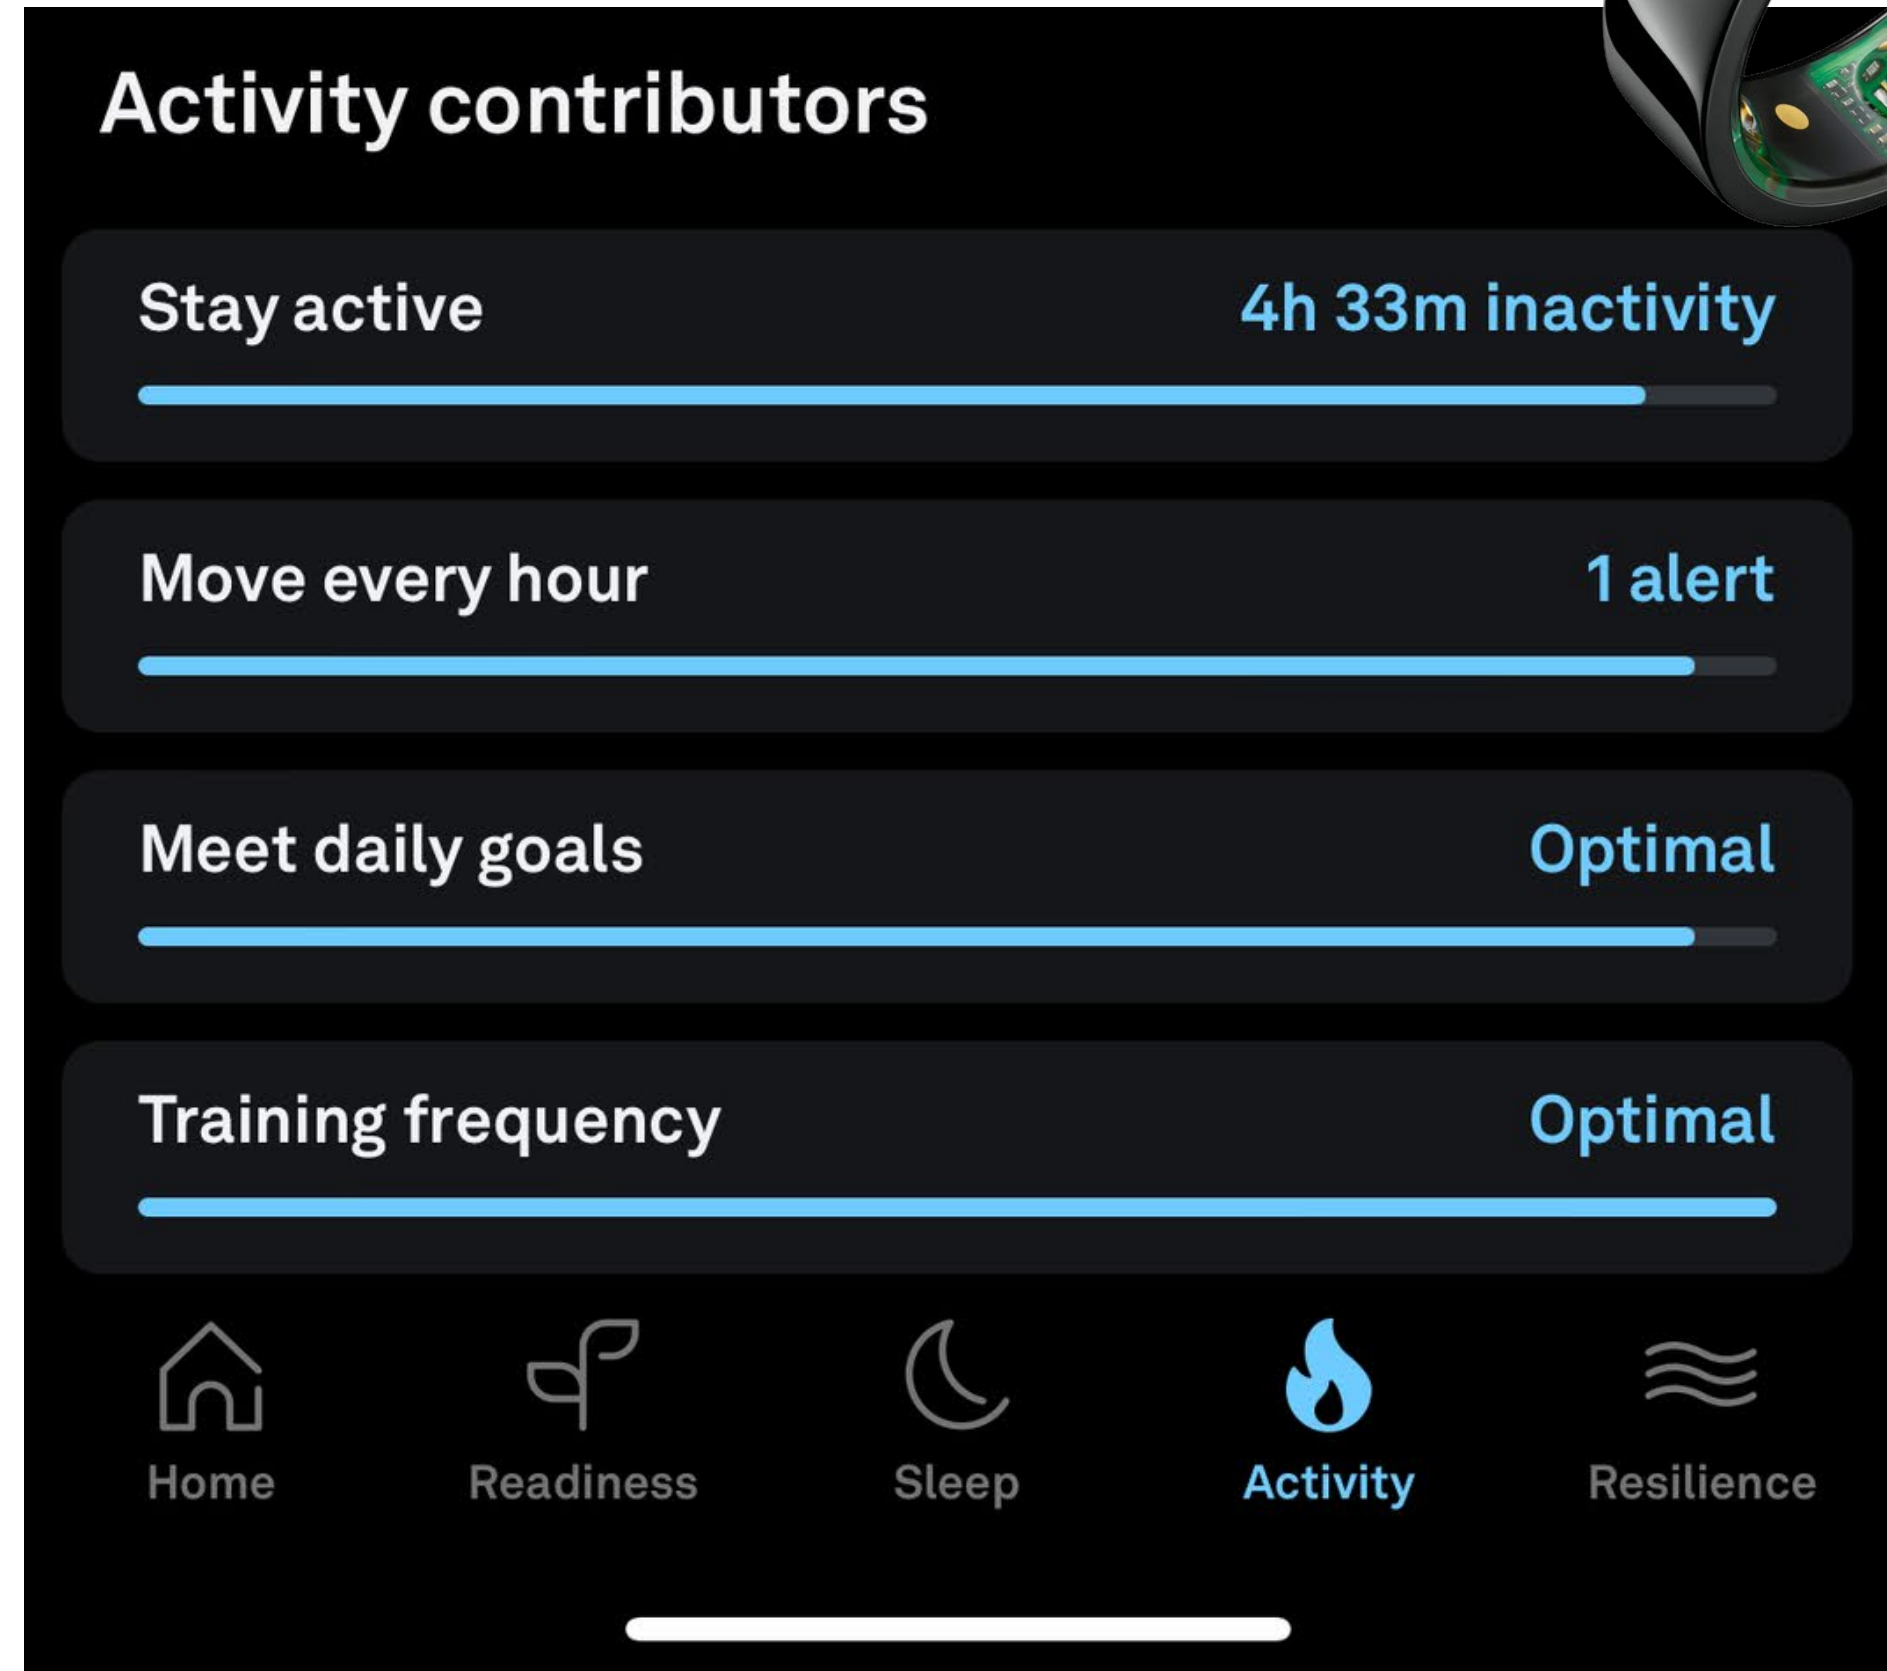 Activity contributors
Stay active 4h 33m inactivity
Move every hour 1 alert
Meet daily goals Optimal
Training frequency Optimal
Home Readiness Sleep Activity Resilience